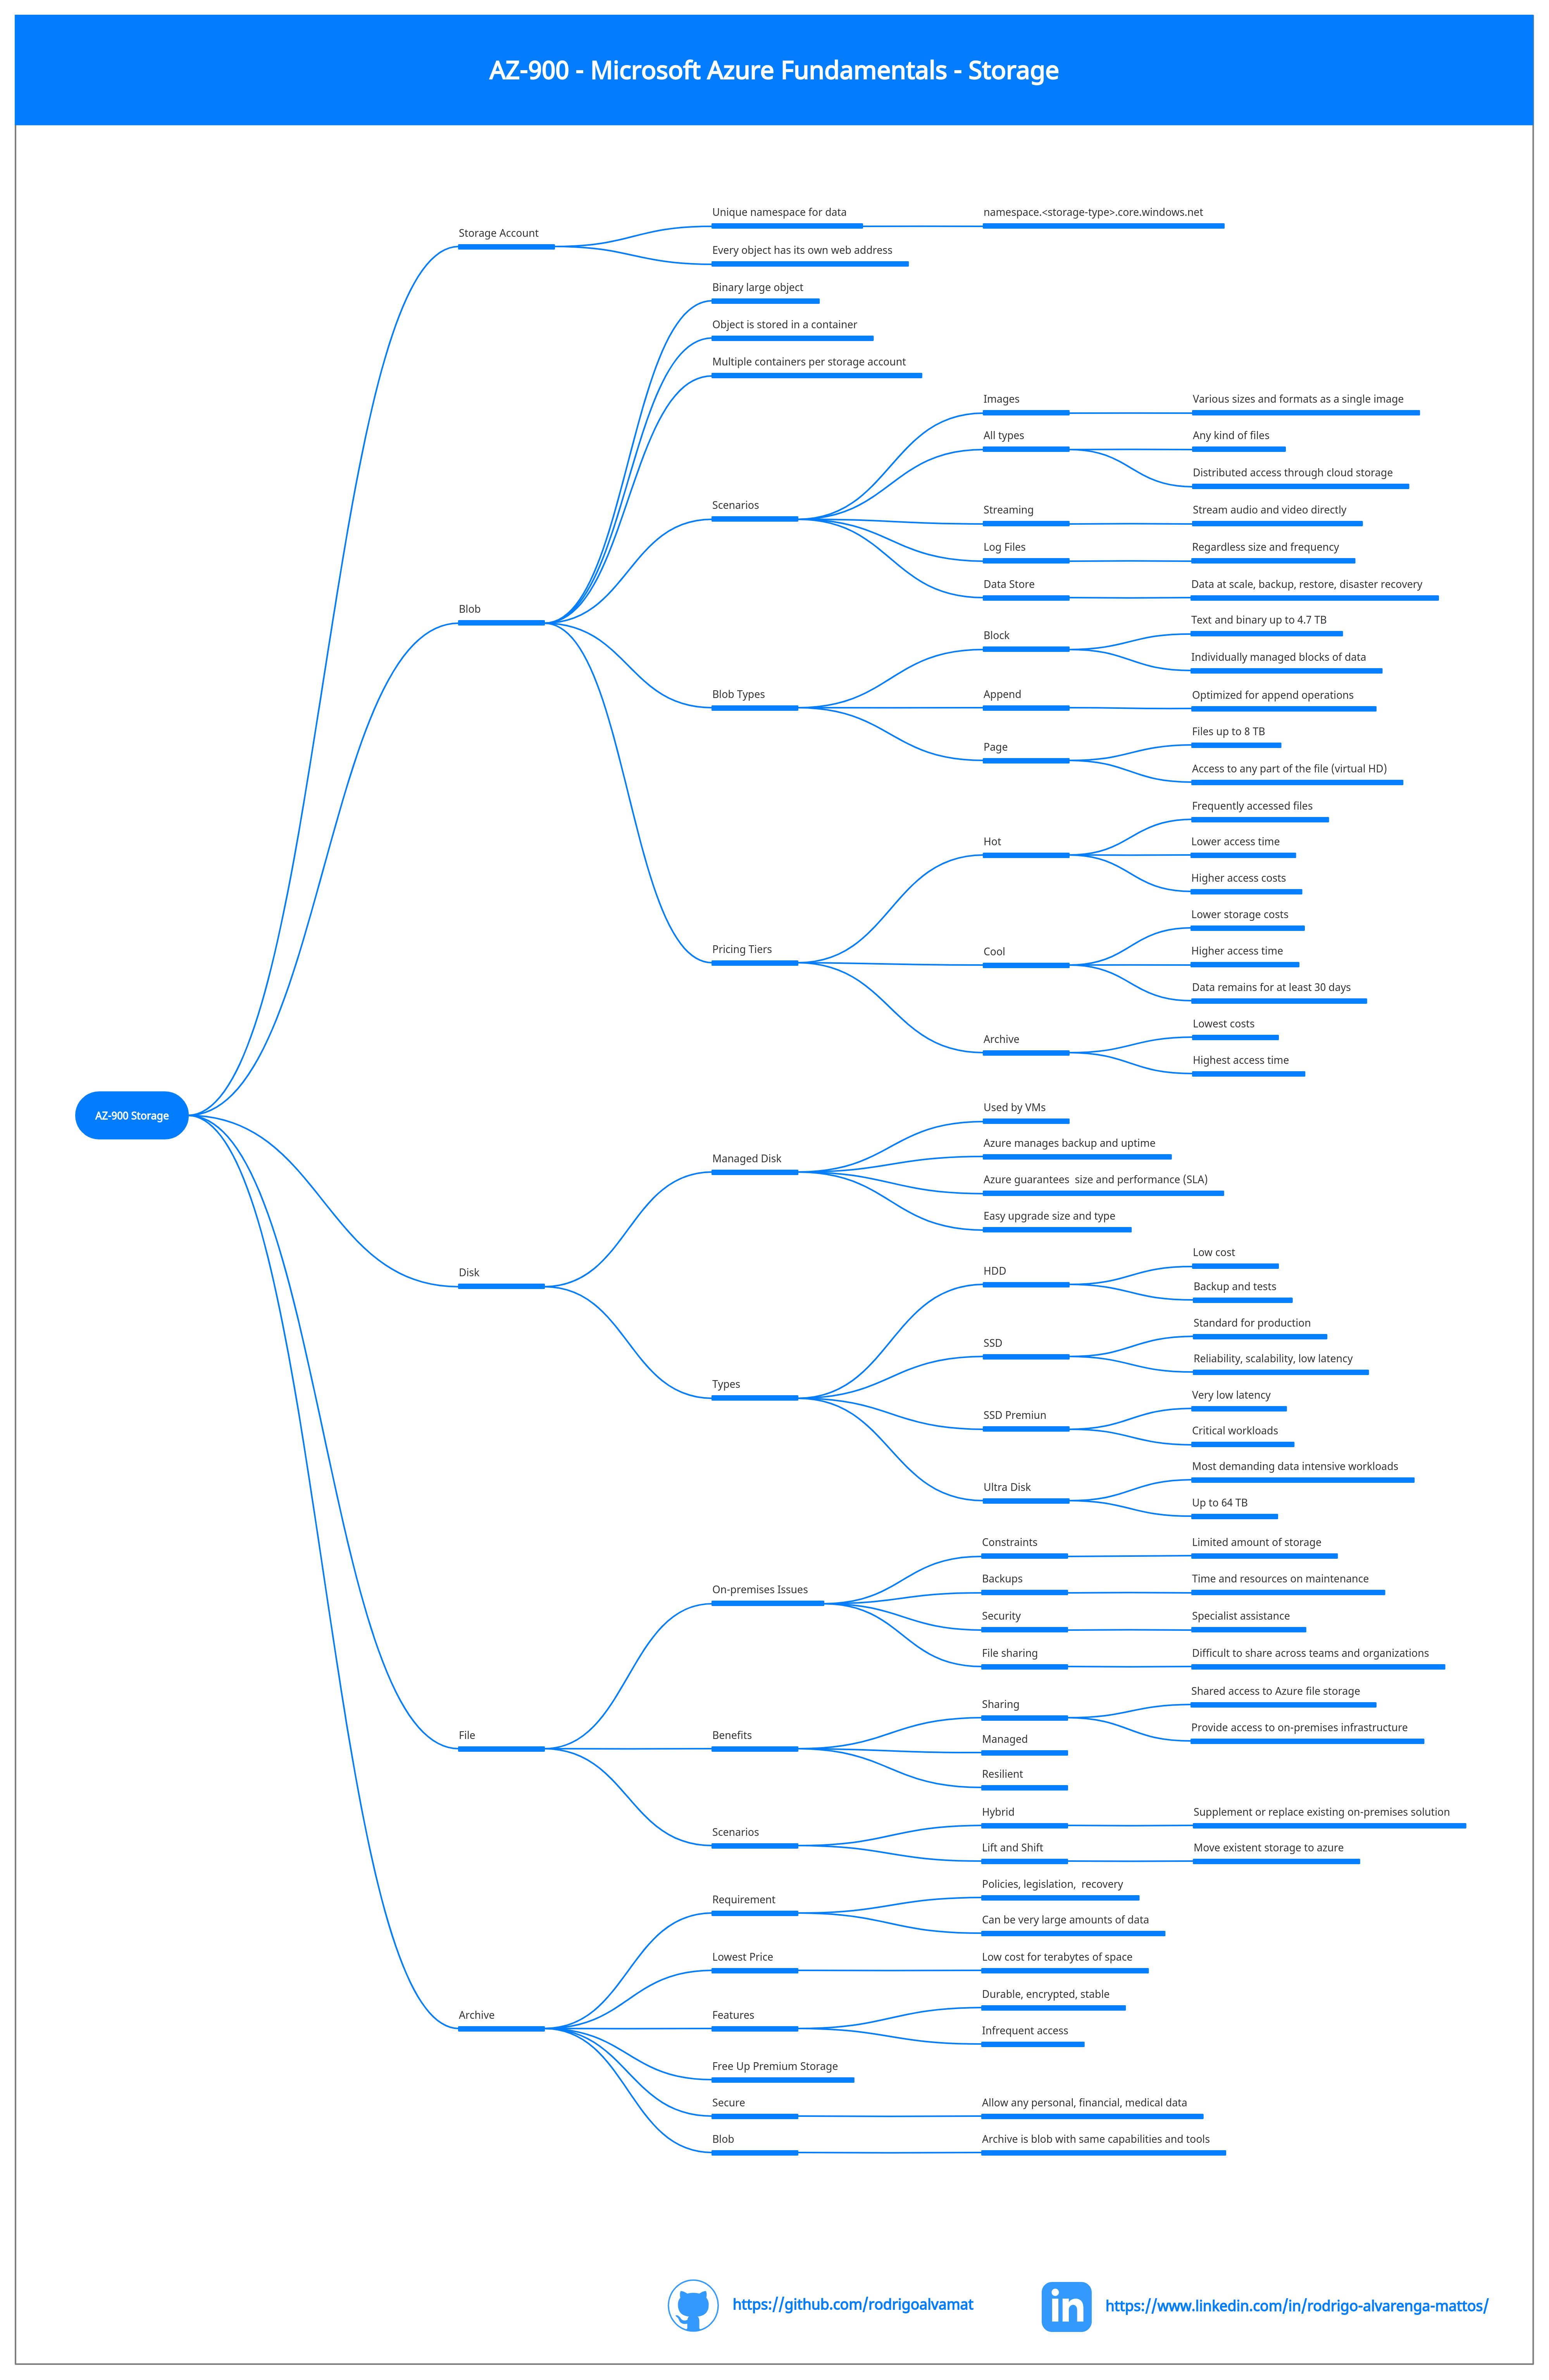 AZ-900 - Microsoft Azure Fundamentals - Storage
AZ-900 Storage
Storage Account
Unique namespace for data
namespace.<storage-type>.core.windows.net
Every object has its own web address
Blob
Binary large object
Object is stored in a container
Multiple containers per storage account
Scenarios
Images
Various sizes and formats as a single image
All types
Any kind of files
Distributed access through cloud storage
Streaming
Stream audio and video directly
Log Files
Regardless size and frequency
Data Store
Data at scale, backup, restore, disaster recovery
Blob Types
Block
Text and binary up to 4.7 TB
Individually managed blocks of data
Append
Optimized for append operations
Page
Files up to 8 TB
Access to any part of the file (virtual HD)
Pricing Tiers
Hot
Frequently accessed files
Lower access time
Higher access costs
Cool
Lower storage costs
Higher access time
Data remains for at least 30 days
Archive
Lowest costs
Highest access time
Disk
Managed Disk
Used by VMs
Azure manages backup and uptime
Azure guarantees  size and performance (SLA)
Easy upgrade size and type
Types
HDD
Low cost
Backup and tests
SSD
Standard for production
Reliability, scalability, low latency
SSD Premiun
Very low latency
Critical workloads
Ultra Disk
Most demanding data intensive workloads
Up to 64 TB
File
On-premises Issues
Constraints
Limited amount of storage
Backups
Time and resources on maintenance
Security
Specialist assistance
File sharing
Difficult to share across teams and organizations
Benefits
Sharing
Shared access to Azure file storage
Provide access to on-premises infrastructure
Managed
Resilient
Scenarios
Hybrid
Supplement or replace existing on-premises solution
Lift and Shift
Move existent storage to azure
Archive
Requirement
Policies, legislation,  recovery
Can be very large amounts of data
Lowest Price
Low cost for terabytes of space
Features
Durable, encrypted, stable
Infrequent access
Free Up Premium Storage
Secure
Allow any personal, financial, medical data
Blob
Archive is blob with same capabilities and tools
https://github.com/rodrigoalvamat
in
https://www.linkedin.com/in/rodrigo-alvarenga-mattos/